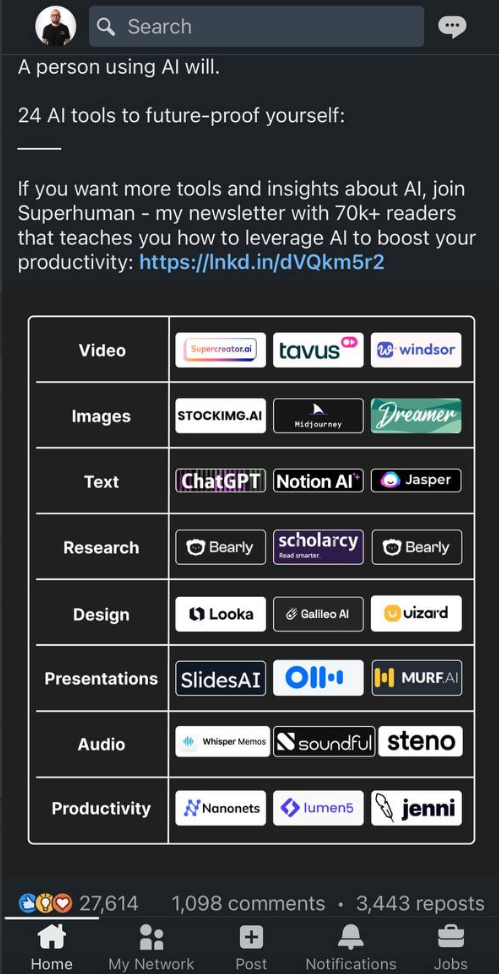 Search
A person using AI will.
24 AI tools to future-proof yourself:
If you want more tools and insights about AI, join
Superhuman - my newsletter with 70k+ readers
that teaches you how to leverage AI to boost your
productivity: https://lnkd.in/dVQkm5r2
Video Supercreator.ai tavus windsor
Images STOCKIMG.AI Midjourney Dreamer
Text ChatGPT Notion AI Jasper
Research Bearly scholarcy Read smarter. Bearly
Design Looka Galileo AI uizard
Presentations SlidesAI MURF.AI
Audio Whisper Memos soundful steno
Productivity Nanonets lumen5 jenni
27,614 1,098 comments • 3,443 reposts
Home My Network Post Notifications Jobs